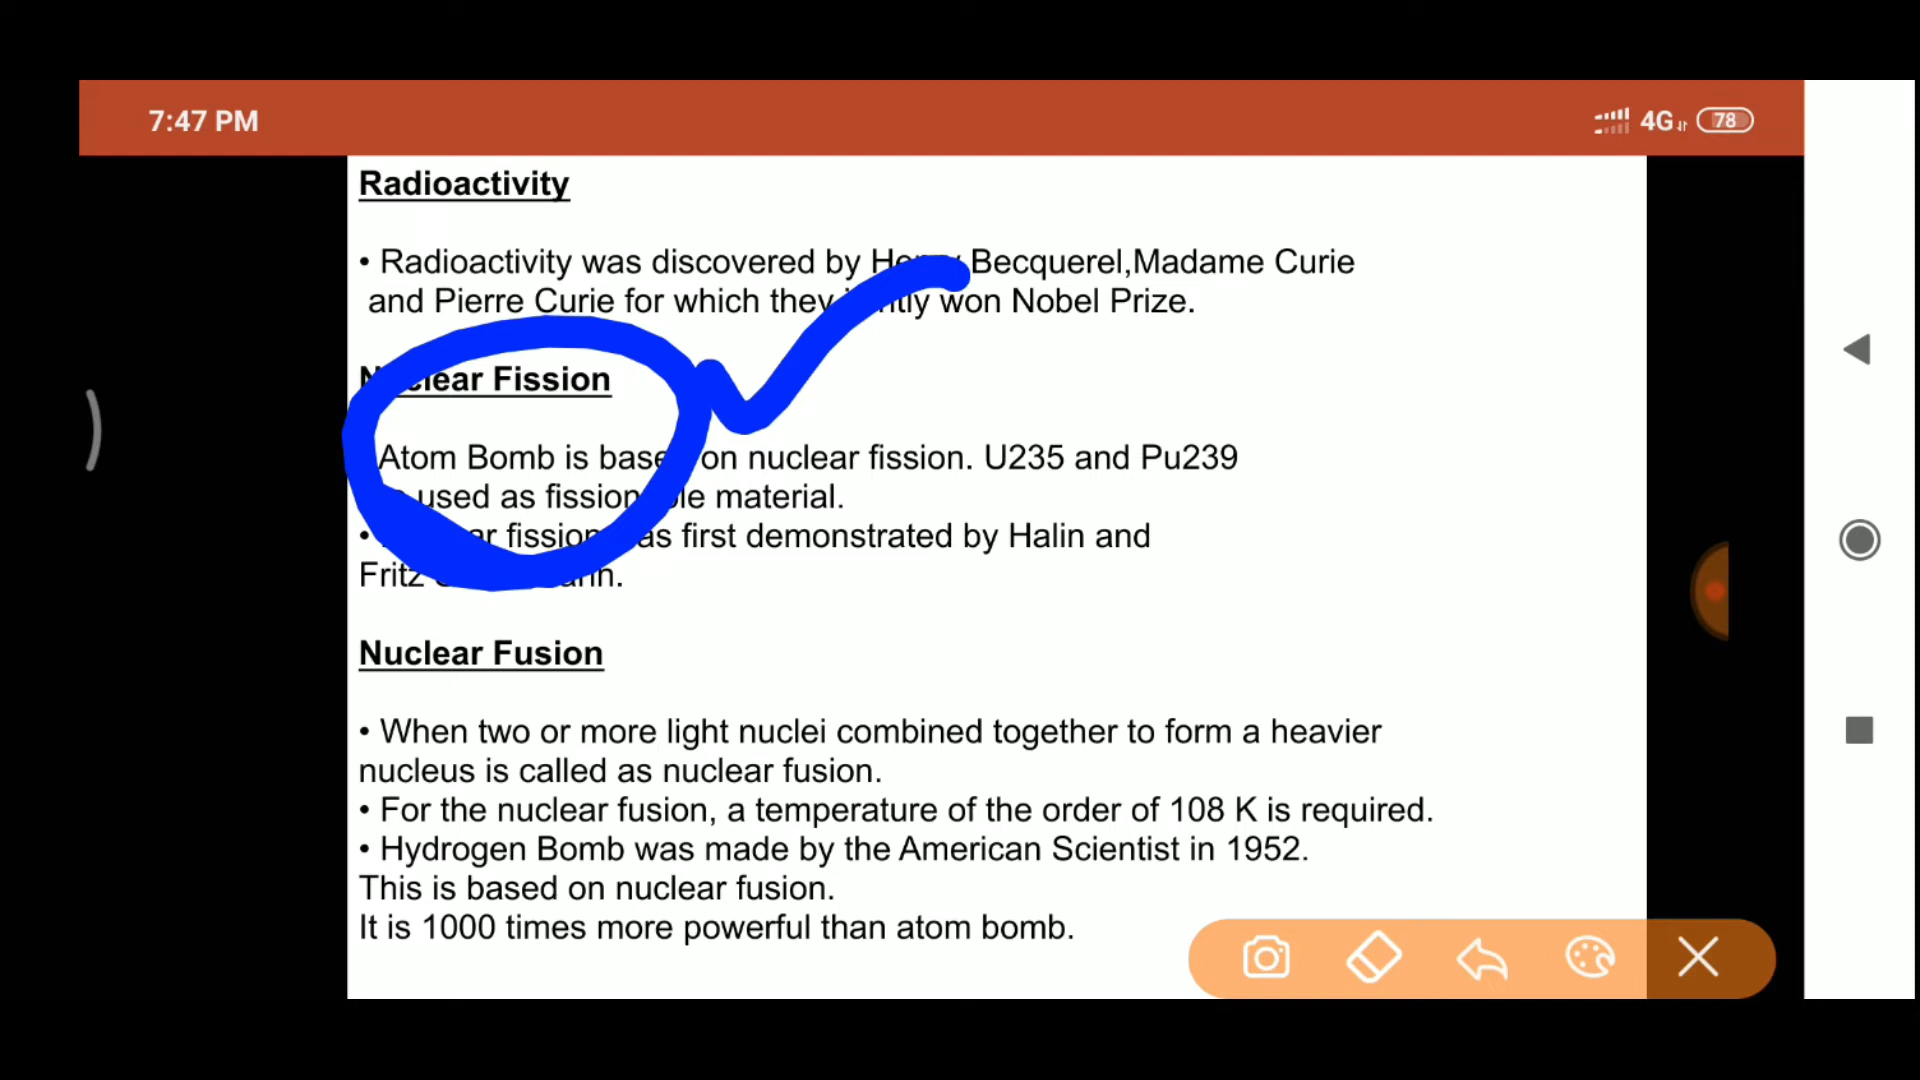 7:47 PM
4G 78
Radioactivity
• Radioactivity was discovered by Becquerel,Madame Curie
and Pierre Curie for which they won Nobel Prize.
Nuclear Fission
Atom Bomb is based on nuclear fission. U235 and Pu239
used as material.
• fission first demonstrated by Halin and
Fritz
Nuclear Fusion
• When two or more light nuclei combined together to form a heavier
nucleus is called as nuclear fusion.
• For the nuclear fusion, a temperature of the order of 108 K is required.
• Hydrogen Bomb was made by the American Scientist in 1952.
This is based on nuclear fusion.
It is 1000 times more powerful than atom bomb.